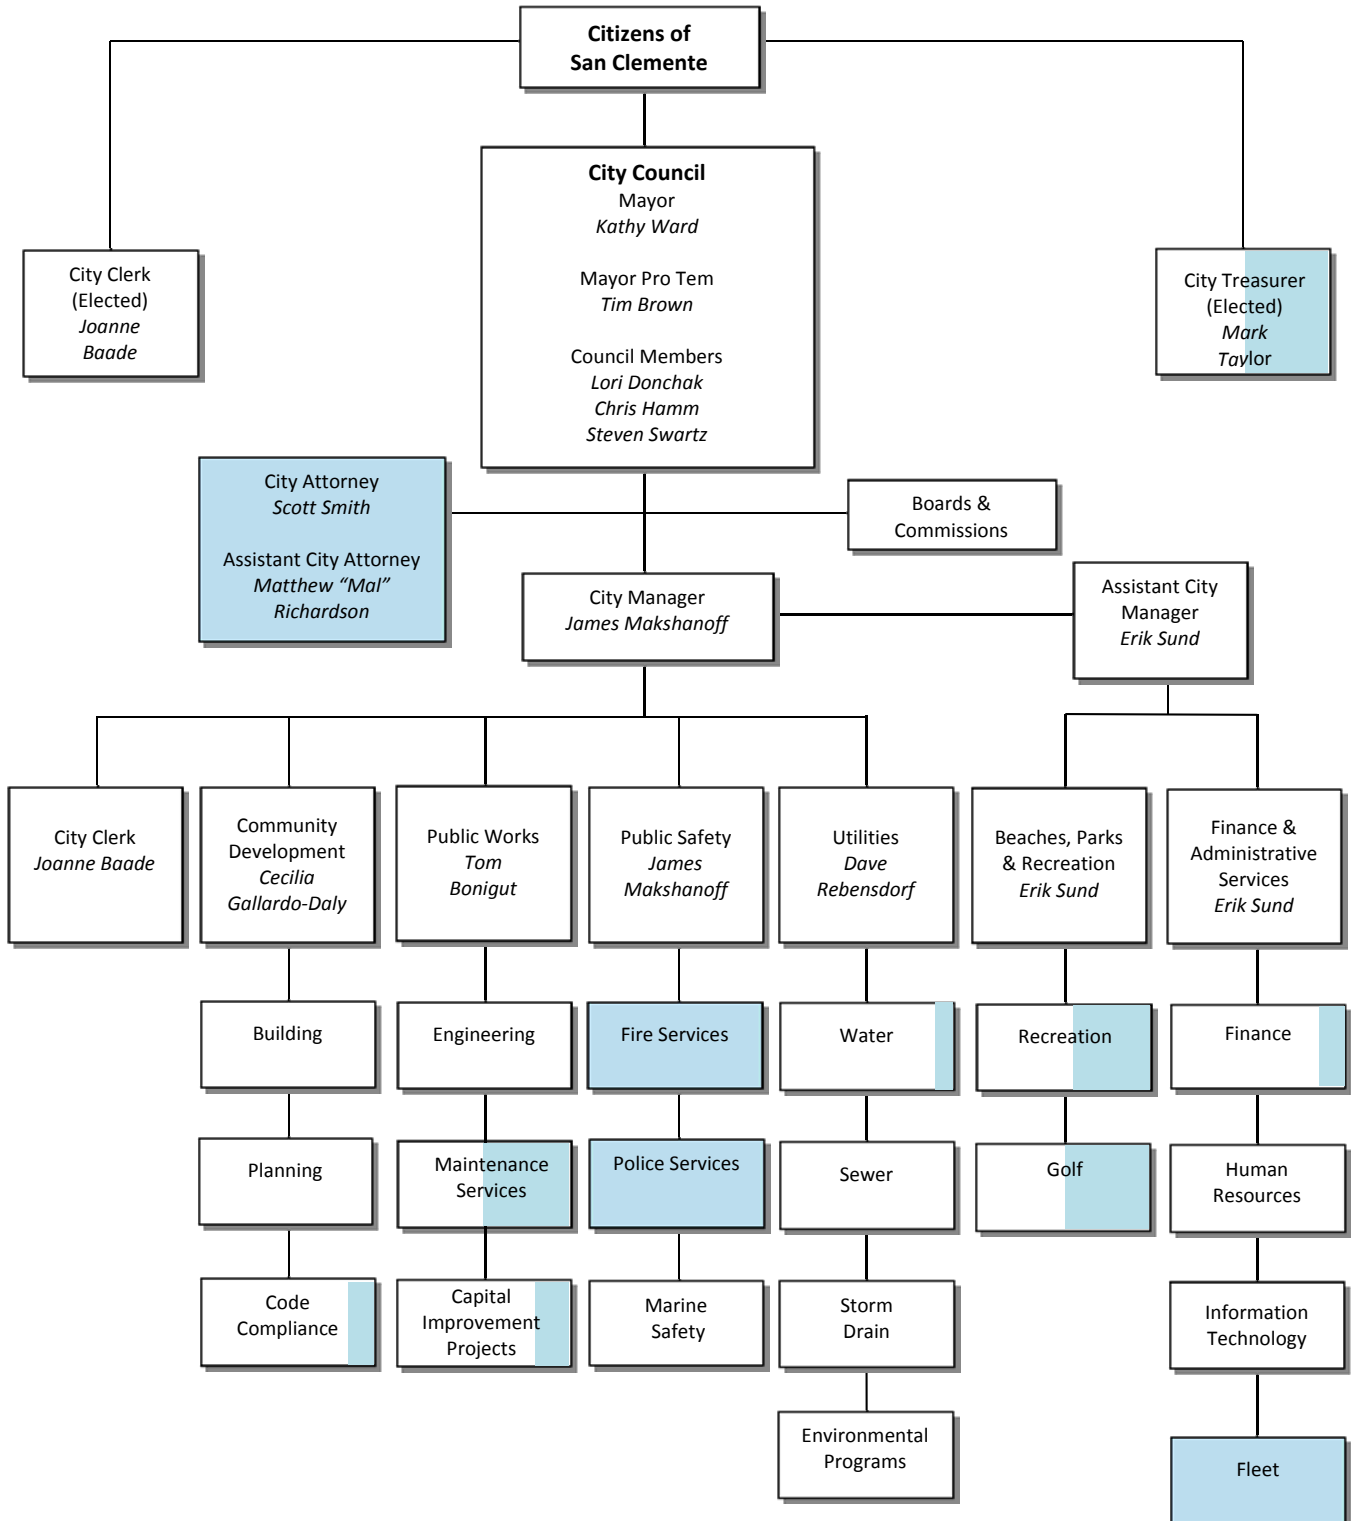 Citizens of
San Clemente
City Council
Mayor
Kathy Ward
Mayor Pro Tem
Tim Brown
Council Members
Lori Donchak
Chris Hamm
Steven Swartz
City Clerk
(Elected)
Joanne
Baade
City Treasurer
(Elected)
Mark
Taylor
City Attorney
Scott Smith
Assistant City Attorney
Matthew “Mal”
Richardson
Boards &
Commissions
City Manager
James Makshanoff
Assistant City
Manager
Erik Sund
City Clerk
Joanne Baade
Community
Development
Cecilia
Gallardo-Daly
Public Works
Tom
Bonigut
Public Safety
James
Makshanoff
Utilities
Dave
Rebensdorf
Beaches, Parks
& Recreation
Erik Sund
Finance &
Administrative
Services
Erik Sund
Building
Engineering
Fire Services
Water
Recreation
Finance
Planning
Maintenance
Services
Police Services
Sewer
Golf
Human
Resources
Code
Compliance
Capital
Improvement
Projects
Marine
Safety
Storm
Drain
Information
Technology
Environmental
Programs
Fleet